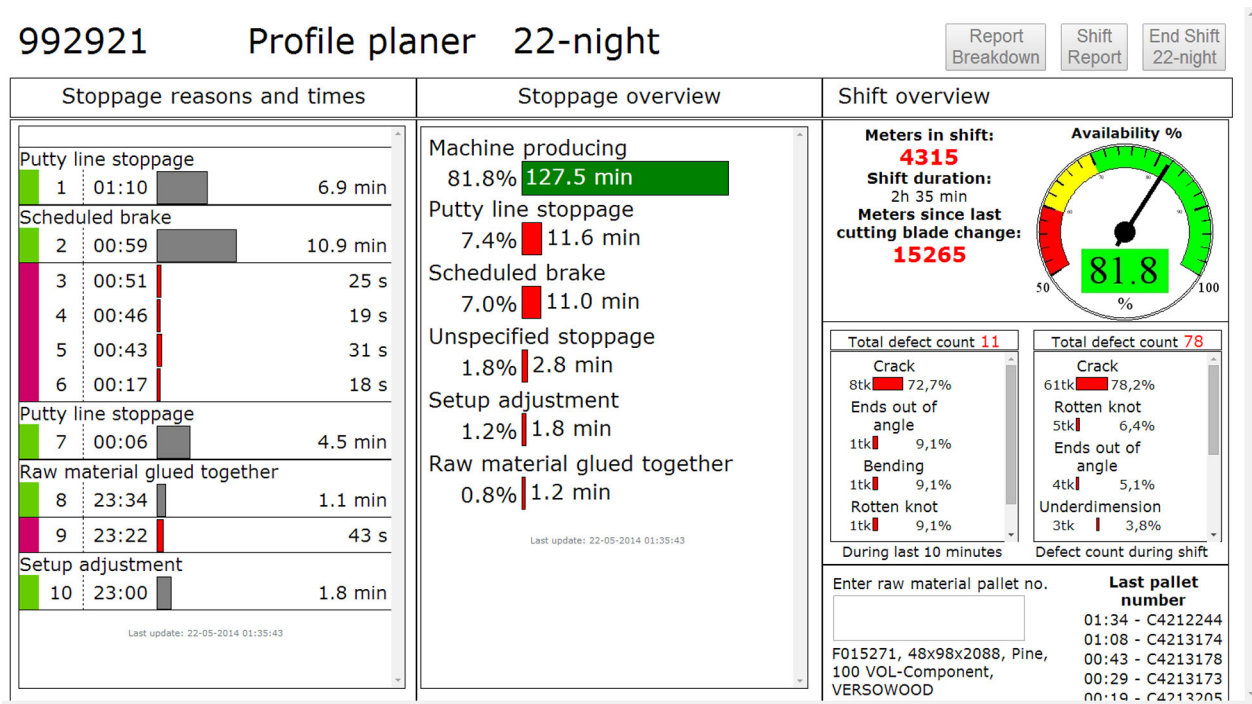 992921 Profile planer 22-night
Report
Breakdown
Shift
Report
End Shift
22-night
Stoppage reasons and times
Putty line stoppage
1 01:10 6.9 min
Scheduled brake
2 00:59 10.9 min
3 00:51 25 s
4 00:46 19 s
5 00:43 31 s
6 00:17 18 s
Putty line stoppage
7 00:06 4.5 min
Raw material glued together
8 23:34 1.1 min
9 23:22 43 s
Setup adjustment
10 23:00 1.8 min
Last update: 22-05-2014 01:35:43
Stoppage overview
Machine producing
81.8% 127.5 min
Putty line stoppage
7.4% 11.6 min
Scheduled brake
7.0% 11.0 min
Unspecified stoppage
1.8% 2.8 min
Setup adjustment
1.2% 1.8 min
Raw material glued together
0.8% 1.2 min
Last update: 22-05-2014 01:35:43
Shift overview
Meters in shift:
4315
Shift duration:
2h 35 min
Meters since last
cutting blade change:
15265
Availability %
60 70 80 90
50 81.8 100
%
Total defect count 11
Crack
8tk 72,7%
Ends out of
angle
1tk 9,1%
Bending
1tk 9,1%
Rotten knot
1tk 9,1%
During last 10 minutes
Total defect count 78
Crack
61tk 78,2%
Rotten knot
5tk 6,4%
Ends out of
angle
4tk 5,1%
Underdimension
3tk 3,8%
Defect count during shift
Enter raw material pallet no.
F015271, 48x98x2088, Pine,
100 VOL-Component,
VERSOWOOD
Last pallet
number
01:34 - C4212244
01:08 - C4213174
00:43 - C4213178
00:29 - C4213173
00:19 - C4213205